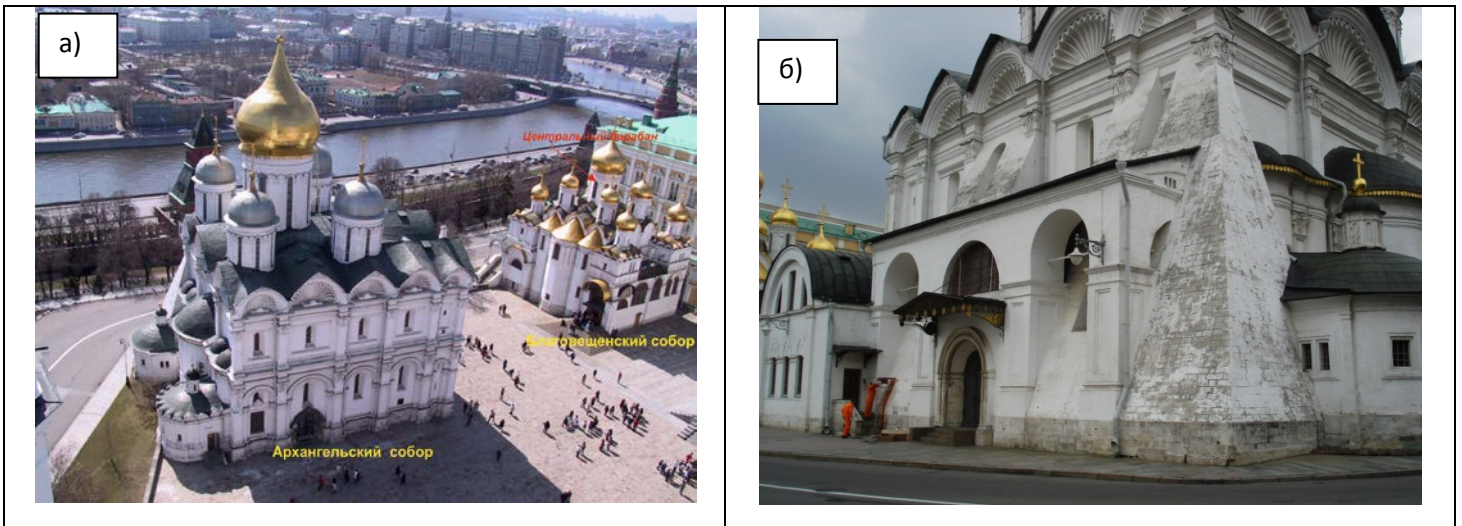 а)
б)
Центральный барабан
Благовещенский собор
Архангельский собор